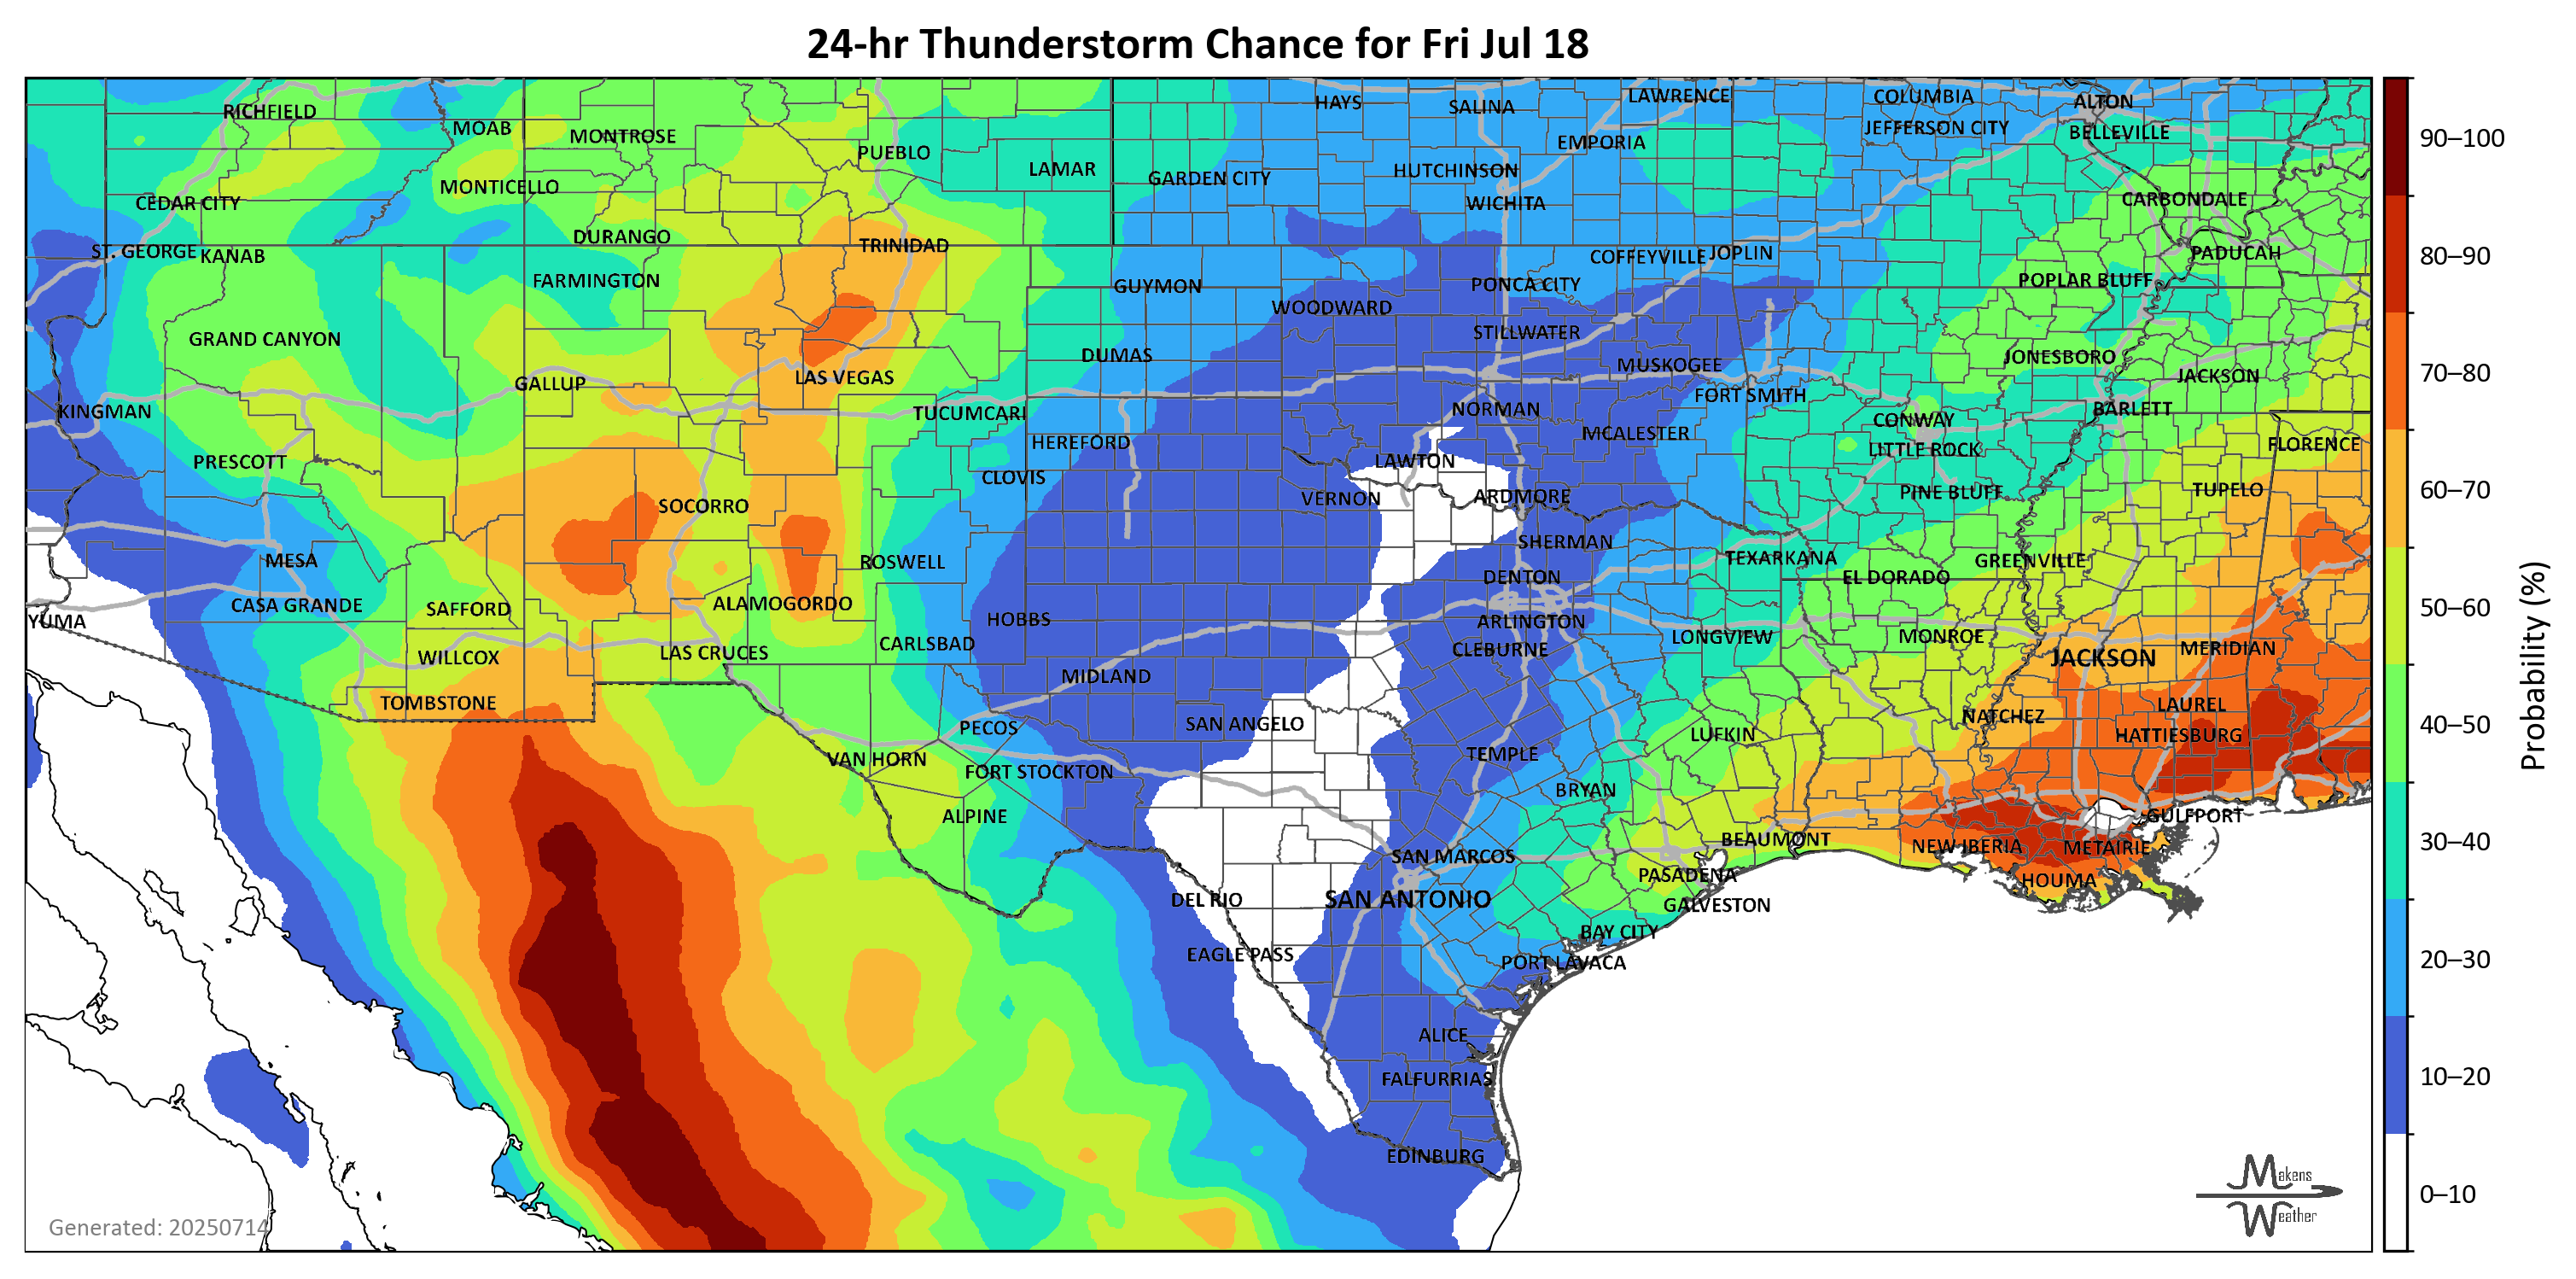 24-hr Thunderstorm Chance for Fri Jul 18
RICHFIELD
MOAB
MONTROSE
PUEBLO
LAMAR
HAYS
SALINA
LAWRENCE
COLUMBIA
ALTON
JEFFERSON CITY
BELLEVILLE
EMPORIA
HUTCHINSON
GARDEN CITY
MONTICELLO
CEDAR CITY
WICHITA
CARBONDALE
DURANGO
TRINIDAD
ST. GEORGE
KANAB
FARMINGTON
GUYMON
COFFEYVILLE
JOPLIN
PADUCAH
PONCA CITY
POPLAR BLUFF
WOODWARD
STILLWATER
GRAND CANYON
DUMAS
MUSKOGEE
JONESBORO
JACKSON
GALLUP
LAS VEGAS
FORT SMITH
KINGMAN
TUCUMCARI
NORMAN
CONWAY
BARLETT
HEREFORD
MCALESTER
LITTLE ROCK
FLORENCE
PRESCOTT
CLOVIS
LAWTON
VERNON
ARDMORE
PINE BLUFF
TUPELO
SOCORRO
MESA
ROSWELL
SHERMAN
TEXARKANA
GREENVILLE
DENTON
EL DORADO
CASA GRANDE
SAFFORD
ALAMOGORDO
HOBBS
ARLINGTON
YUMA
LONGVIEW
MONROE
CARLSBAD
CLEBURNE
WILLCOX
LAS CRUCES
JACKSON
MERIDIAN
MIDLAND
TOMBSTONE
PECOS
SAN ANGELO
NATCHEZ
LAUREL
LUFKIN
HATTIESBURG
VAN HORN
FORT STOCKTON
TEMPLE
BRYAN
ALPINE
GULFPORT
BEAUMONT
SAN MARCOS
NEW IBERIA
METAIRIE
PASADENA
HOUMA
DEL RIO
SAN ANTONIO
GALVESTON
BAY CITY
EAGLE PASS
PORT LAVACA
ALICE
FALFURRIAS
EDINBURG
Generated: 20250714
Makens
Weather
90–100
80–90
70–80
60–70
50–60
40–50
30–40
20–30
10–20
0–10
Probability (%)